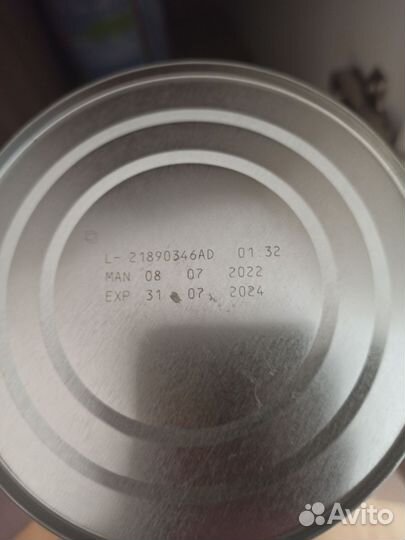 L- 21890346AD 01:32
MAN 08 07 2022
EXP 31 07 2024
Avito